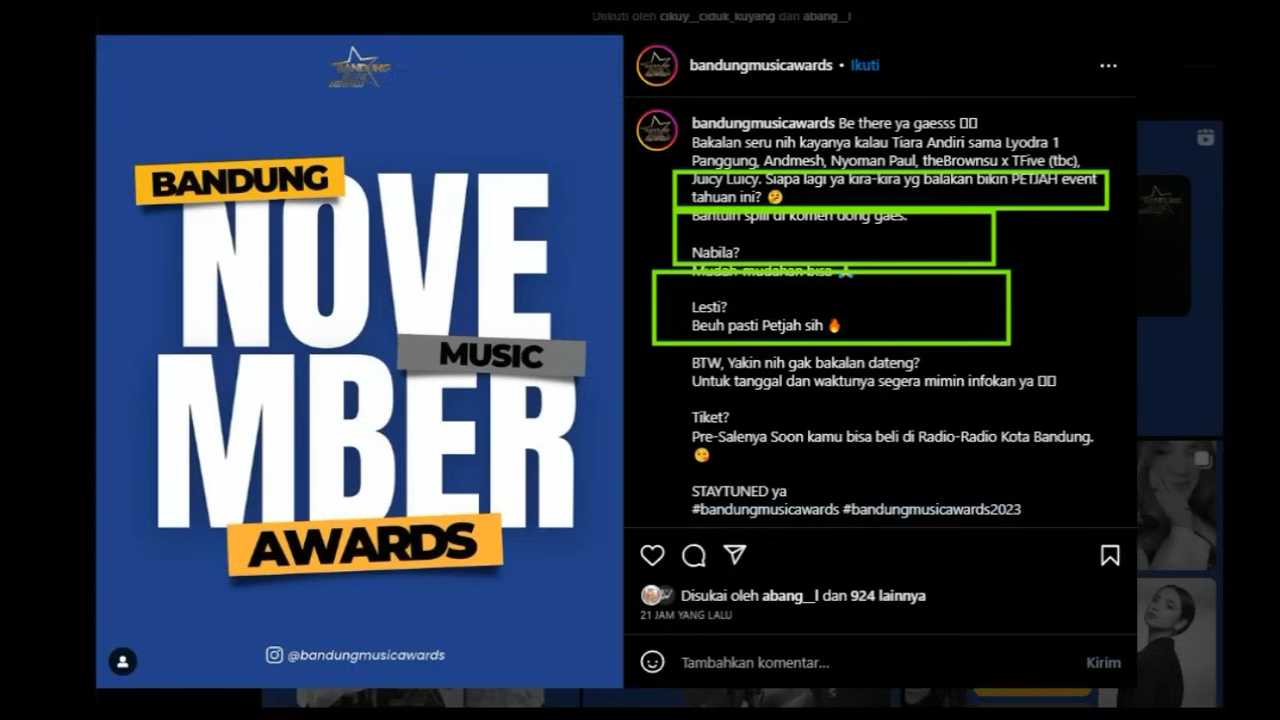 Diikuti oleh cikuy__ciduk_kuyang dan abang__l
BANDUNG
NOVE
MUSIC
MBER
AWARDS
@bandungmusicawards
bandungmusicawards • Ikuti
bandungmusicawards Be there ya gaesss
Bakalan seru nih kayanya kalau Tiara Andiri sama Lyodra 1
Panggung, Andmesh, Nyoman Paul, theBrownsu x TFive (tbc),
Juicy Luicy. Siapa lagi ya kira-kira yg balakan bikin PETJAH event
tahuan ini? 🤔
Bantuin spill di komen dong gaes.
Nabila?
Mudah-mudahan bisa 🙏
Lesti?
Beuh pasti Petjah sih 🔥
BTW, Yakin nih gak bakalan dateng?
Untuk tanggal dan waktunya segera mimin infokan ya
Tiket?
Pre-Salenya Soon kamu bisa beli di Radio-Radio Kota Bandung.
😋
STAYTUNED ya
#bandungmusicawards #bandungmusicawards2023
Disukai oleh abang__l dan 924 lainnya
21 JAM YANG LALU
Tambahkan komentar...
Kirim